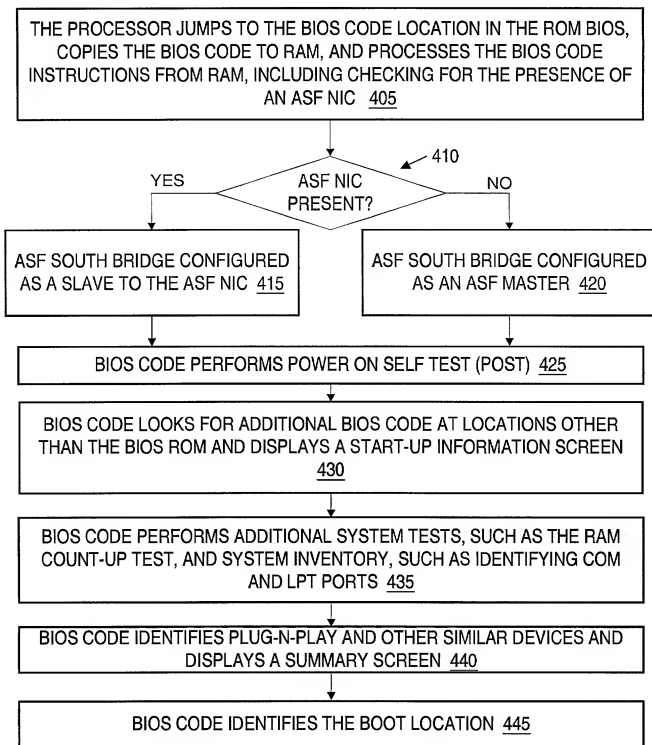 THE PROCESSOR JUMPS TO THE BIOS CODE LOCATION IN THE ROM BIOS,
COPIES THE BIOS CODE TO RAM, AND PROCESSES THE BIOS CODE
INSTRUCTIONS FROM RAM, INCLUDING CHECKING FOR THE PRESENCE OF
AN ASF NIC 405
410
YES
ASF NIC
PRESENT?
NO
ASF SOUTH BRIDGE CONFIGURED
AS A SLAVE TO THE ASF NIC 415
ASF SOUTH BRIDGE CONFIGURED
AS AN ASF MASTER 420
BIOS CODE PERFORMS POWER ON SELF TEST (POST) 425
BIOS CODE LOOKS FOR ADDITIONAL BIOS CODE AT LOCATIONS OTHER
THAN THE BIOS ROM AND DISPLAYS A START-UP INFORMATION SCREEN
430
BIOS CODE PERFORMS ADDITIONAL SYSTEM TESTS, SUCH AS THE RAM
COUNT-UP TEST, AND SYSTEM INVENTORY, SUCH AS IDENTIFYING COM
AND LPT PORTS 435
BIOS CODE IDENTIFIES PLUG-N-PLAY AND OTHER SIMILAR DEVICES AND
DISPLAYS A SUMMARY SCREEN 440
BIOS CODE IDENTIFIES THE BOOT LOCATION 445